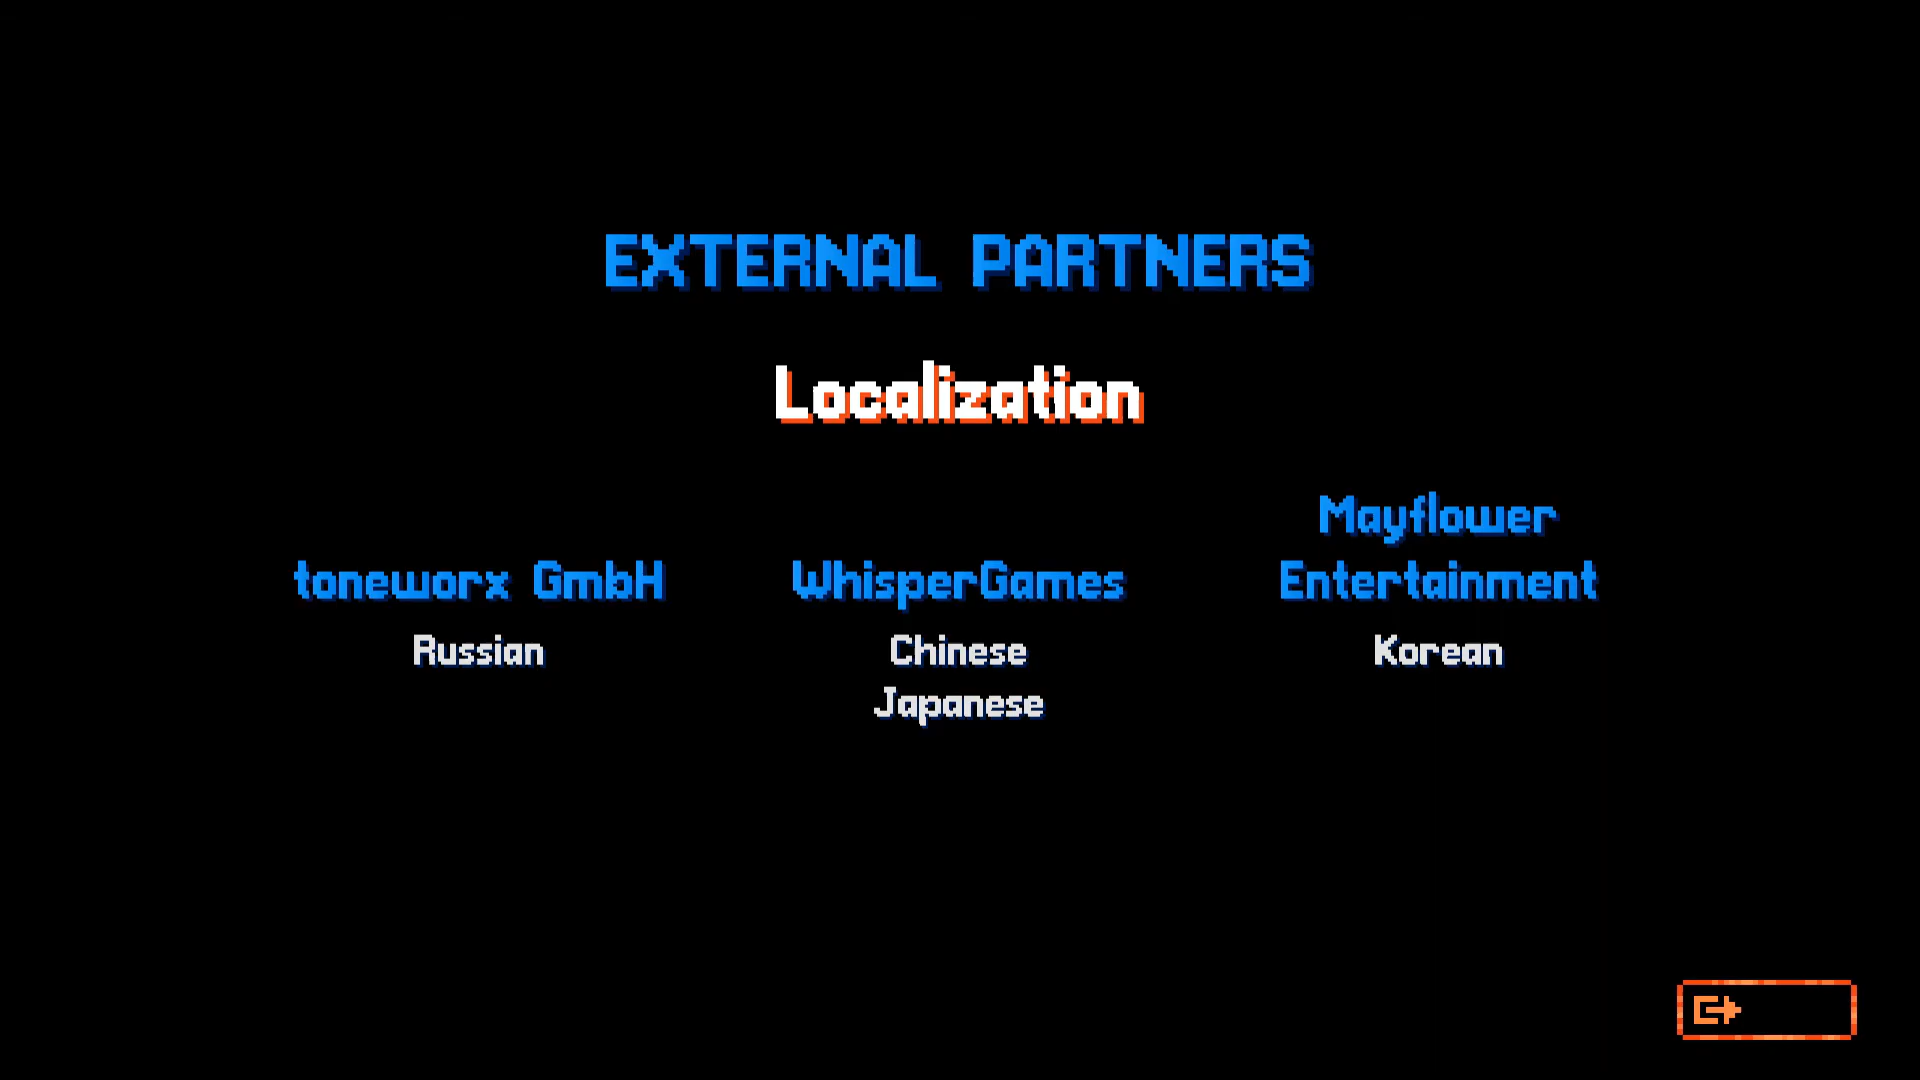 EXTERNAL PARTNERS
Localization
toneworx GmbH
Russian
WhisperGames
Chinese
Japanese
Mayflower
Entertainment
Korean